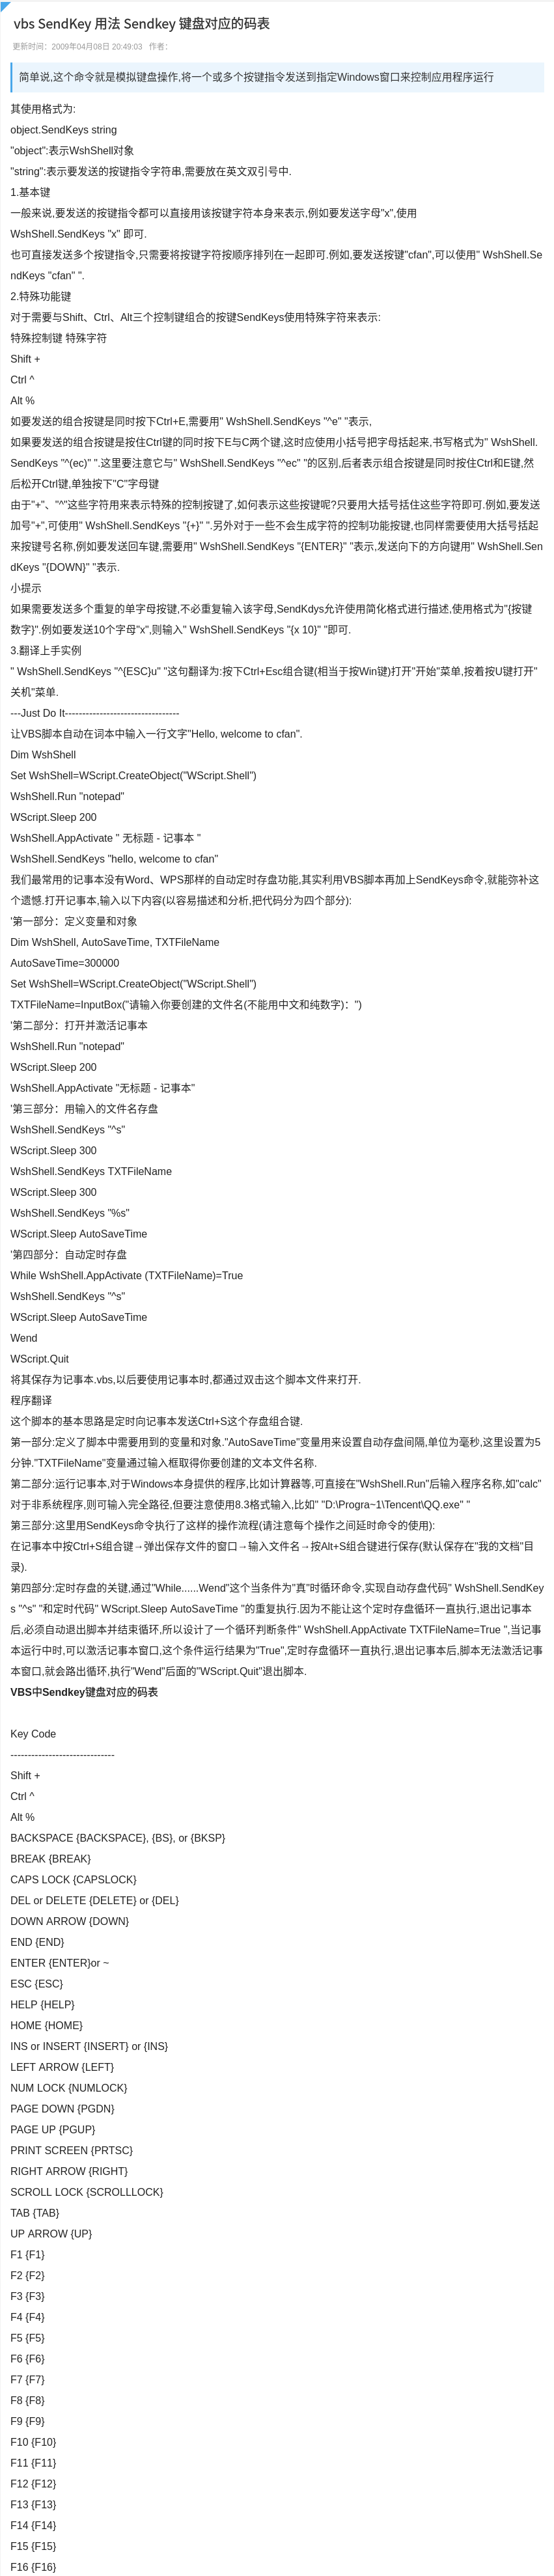 vbs SendKey 用法 Sendkey 键盘对应的码表
更新时间：2009年04月08日 20:49:03 作者：
简单说,这个命令就是模拟键盘操作,将一个或多个按键指令发送到指定Windows窗口来控制应用程序运行
其使用格式为:
object.SendKeys string
"object":表示WshShell对象
"string":表示要发送的按键指令字符串,需要放在英文双引号中.
1.基本键
一般来说,要发送的按键指令都可以直接用该按键字符本身来表示,例如要发送字母"x",使用
WshShell.SendKeys "x" 即可.
也可直接发送多个按键指令,只需要将按键字符按顺序排列在一起即可.例如,要发送按键"cfan",可以使用" WshShell.Se
ndKeys "cfan" ".
2.特殊功能键
对于需要与Shift、Ctrl、Alt三个控制键组合的按键SendKeys使用特殊字符来表示:
特殊控制键 特殊字符
Shift +
Ctrl ^
Alt %
如要发送的组合按键是同时按下Ctrl+E,需要用" WshShell.SendKeys "^e" "表示,
如果要发送的组合按键是按住Ctrl键的同时按下E与C两个键,这时应使用小括号把字母括起来,书写格式为" WshShell.
SendKeys "^(ec)" ".这里要注意它与" WshShell.SendKeys "^ec" "的区别,后者表示组合按键是同时按住Ctrl和E键,然
后松开Ctrl键,单独按下"C"字母键
由于"+"、"^"这些字符用来表示特殊的控制按键了,如何表示这些按键呢?只要用大括号括住这些字符即可.例如,要发送
加号"+",可使用" WshShell.SendKeys "{+}" ".另外对于一些不会生成字符的控制功能按键,也同样需要使用大括号括起
来按键号名称,例如要发送回车键,需要用" WshShell.SendKeys "{ENTER}" "表示,发送向下的方向键用" WshShell.Sen
dKeys "{DOWN}" "表示.
小提示
如果需要发送多个重复的单字母按键,不必重复输入该字母,SendKdys允许使用简化格式进行描述,使用格式为"{按键
数字}".例如要发送10个字母"x",则输入" WshShell.SendKeys "{x 10}" "即可.
3.翻译上手实例
" WshShell.SendKeys "^{ESC}u" "这句翻译为:按下Ctrl+Esc组合键(相当于按Win键)打开"开始"菜单,按着按U键打开"
关机"菜单.
---Just Do It---------------------------------
让VBS脚本自动在词本中输入一行文字"Hello, welcome to cfan".
Dim WshShell
Set WshShell=WScript.CreateObject("WScript.Shell")
WshShell.Run "notepad"
WScript.Sleep 200
WshShell.AppActivate " 无标题 - 记事本 "
WshShell.SendKeys "hello, welcome to cfan"
我们最常用的记事本没有Word、WPS那样的自动定时存盘功能,其实利用VBS脚本再加上SendKeys命令,就能弥补这
个遗憾.打开记事本,输入以下内容(以容易描述和分析,把代码分为四个部分):
'第一部分：定义变量和对象
Dim WshShell, AutoSaveTime, TXTFileName
AutoSaveTime=300000
Set WshShell=WScript.CreateObject("WScript.Shell")
TXTFileName=InputBox("请输入你要创建的文件名(不能用中文和纯数字)：")
'第二部分：打开并激活记事本
WshShell.Run "notepad"
WScript.Sleep 200
WshShell.AppActivate "无标题 - 记事本"
'第三部分：用输入的文件名存盘
WshShell.SendKeys "^s"
WScript.Sleep 300
WshShell.SendKeys TXTFileName
WScript.Sleep 300
WshShell.SendKeys "%s"
WScript.Sleep AutoSaveTime
'第四部分：自动定时存盘
While WshShell.AppActivate (TXTFileName)=True
WshShell.SendKeys "^s"
WScript.Sleep AutoSaveTime
Wend
WScript.Quit
将其保存为记事本.vbs,以后要使用记事本时,都通过双击这个脚本文件来打开.
程序翻译
这个脚本的基本思路是定时向记事本发送Ctrl+S这个存盘组合键.
第一部分:定义了脚本中需要用到的变量和对象."AutoSaveTime"变量用来设置自动存盘间隔,单位为毫秒,这里设置为5
分钟."TXTFileName"变量通过输入框取得你要创建的文本文件名称.
第二部分:运行记事本,对于Windows本身提供的程序,比如计算器等,可直接在"WshShell.Run"后输入程序名称,如"calc"
对于非系统程序,则可输入完全路径,但要注意使用8.3格式输入,比如" "D:\Progra~1\Tencent\QQ.exe" "
第三部分:这里用SendKeys命令执行了这样的操作流程(请注意每个操作之间延时命令的使用):
在记事本中按Ctrl+S组合键→弹出保存文件的窗口→输入文件名→按Alt+S组合键进行保存(默认保存在"我的文档"目
录).
第四部分:定时存盘的关键,通过"While......Wend"这个当条件为"真"时循环命令,实现自动存盘代码" WshShell.SendKey
s "^s" "和定时代码" WScript.Sleep AutoSaveTime "的重复执行.因为不能让这个定时存盘循环一直执行,退出记事本
后,必须自动退出脚本并结束循环,所以设计了一个循环判断条件" WshShell.AppActivate TXTFileName=True ",当记事
本运行中时,可以激活记事本窗口,这个条件运行结果为"True",定时存盘循环一直执行,退出记事本后,脚本无法激活记事
本窗口,就会路出循环,执行"Wend"后面的"WScript.Quit"退出脚本.
VBS中Sendkey键盘对应的码表
Key Code
------------------------------
Shift +
Ctrl ^
Alt %
BACKSPACE {BACKSPACE}, {BS}, or {BKSP}
BREAK {BREAK}
CAPS LOCK {CAPSLOCK}
DEL or DELETE {DELETE} or {DEL}
DOWN ARROW {DOWN}
END {END}
ENTER {ENTER}or ~
ESC {ESC}
HELP {HELP}
HOME {HOME}
INS or INSERT {INSERT} or {INS}
LEFT ARROW {LEFT}
NUM LOCK {NUMLOCK}
PAGE DOWN {PGDN}
PAGE UP {PGUP}
PRINT SCREEN {PRTSC}
RIGHT ARROW {RIGHT}
SCROLL LOCK {SCROLLLOCK}
TAB {TAB}
UP ARROW {UP}
F1 {F1}
F2 {F2}
F3 {F3}
F4 {F4}
F5 {F5}
F6 {F6}
F7 {F7}
F8 {F8}
F9 {F9}
F10 {F10}
F11 {F11}
F12 {F12}
F13 {F13}
F14 {F14}
F15 {F15}
F16 {F16}